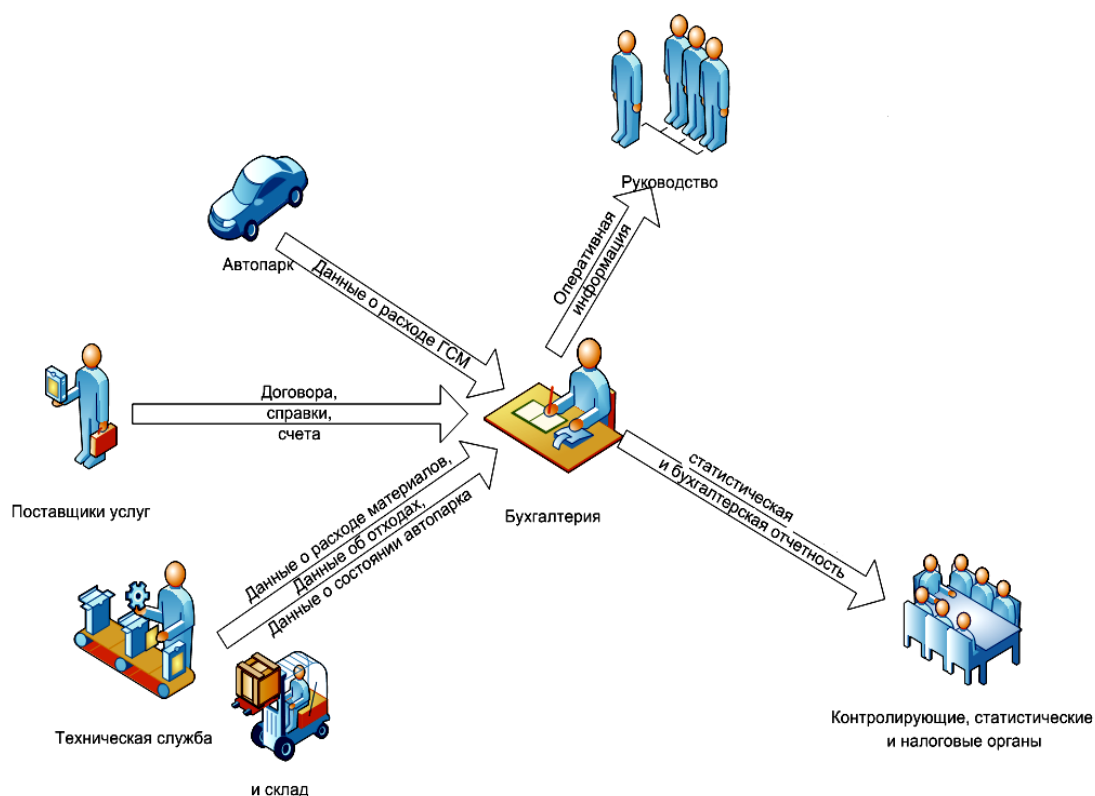 Руководство
Оперативная
информация
Автопарк
Данные о расходе ГСМ
Договора,
справки,
счета
Поставщики услуг
Бухгалтерия
статистическая
и бухгалтерская отчетность
Данные о расходе материалов,
Данные об отходах,
Данные о состоянии автопарка
Техническая служба
и склад
Контролирующие, статистические
и налоговые органы